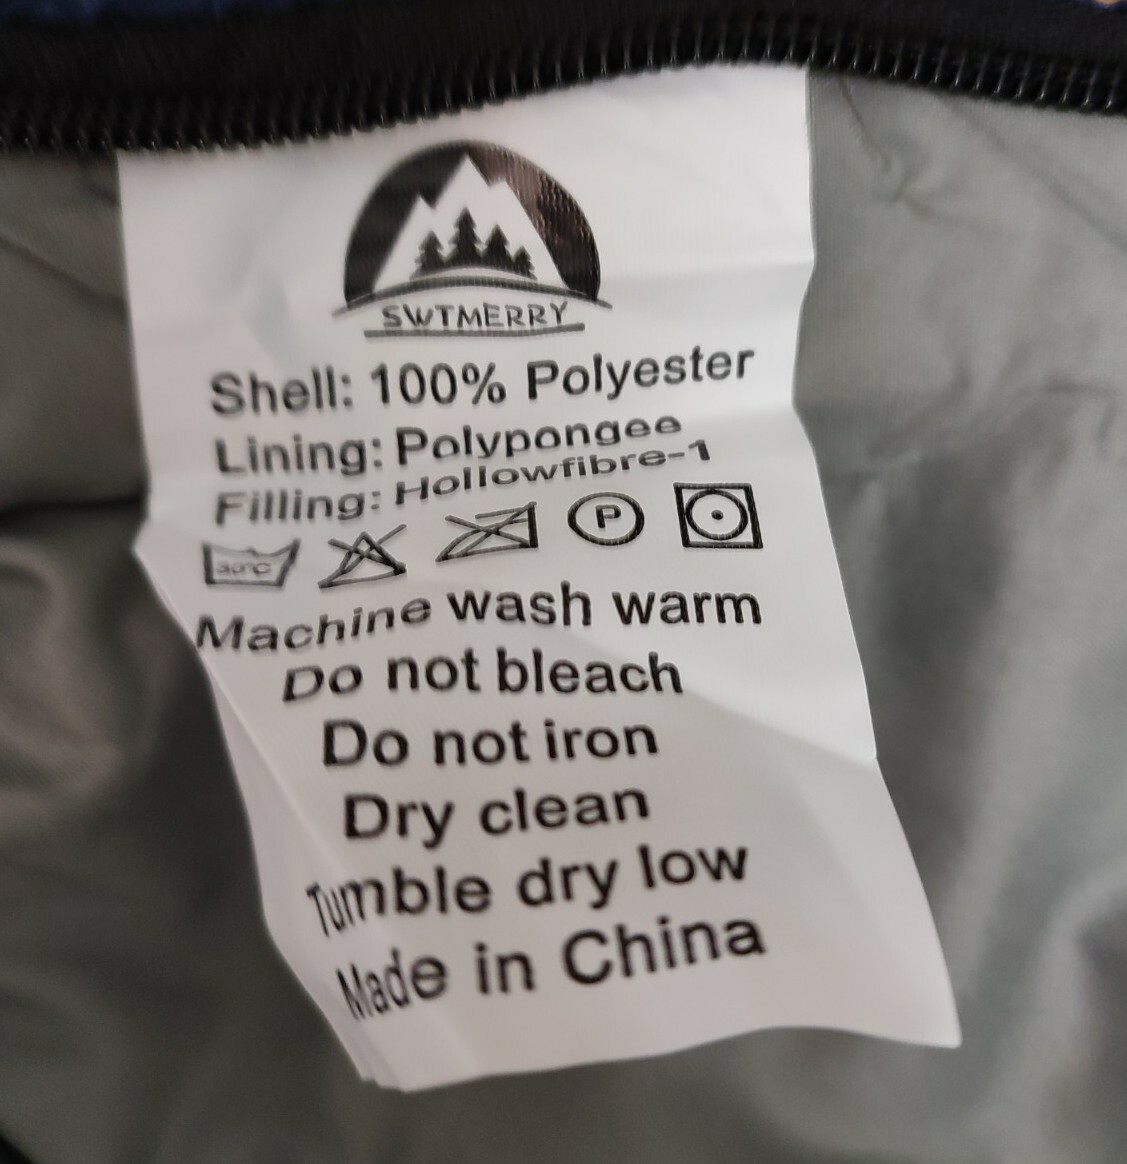 SWTMERRY
Shell: 100% Polyester
Lining: Polypongee
Filling: Hollowfibre-1
30°C P
Machine wash warm
Do not bleach
Do not iron
Dry clean
Tumble dry low
Made in China